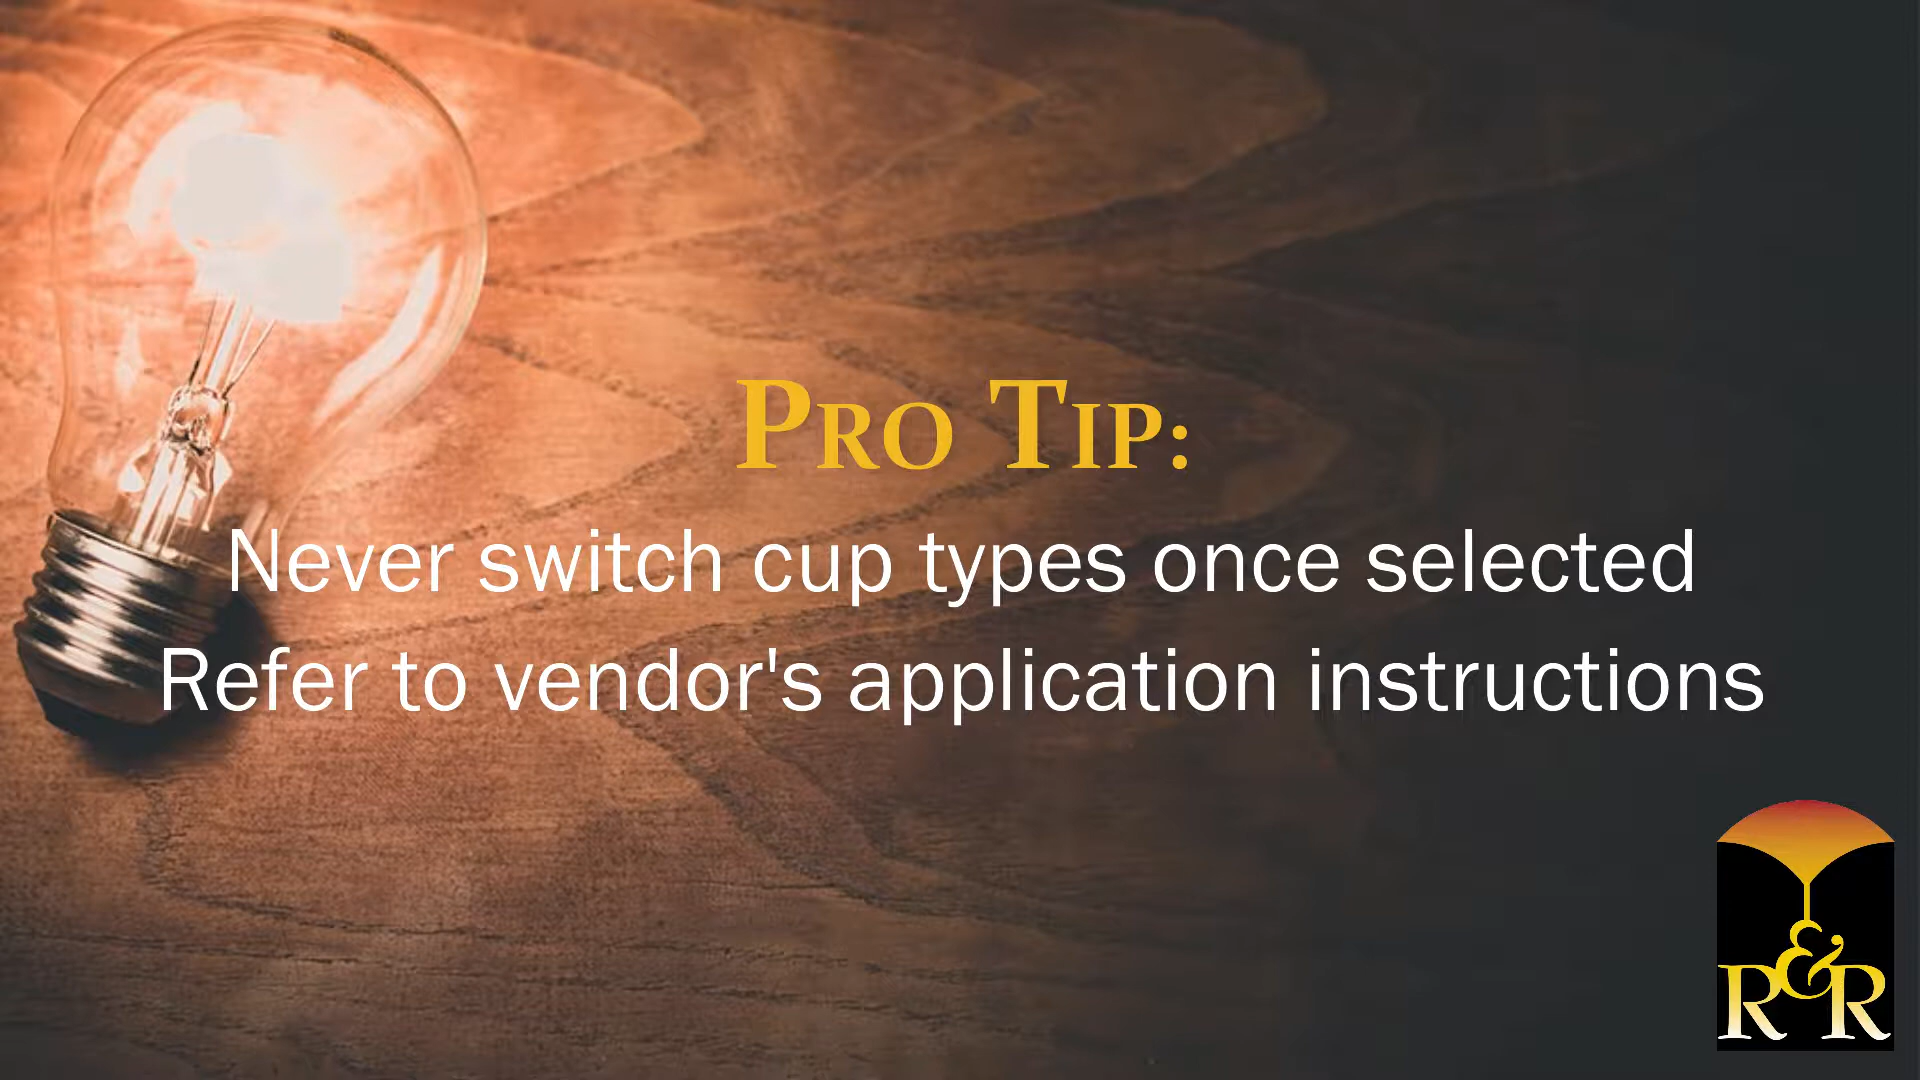 PRO TIP:
Never switch cup types once selected
Refer to vendor's application instructions
R&R